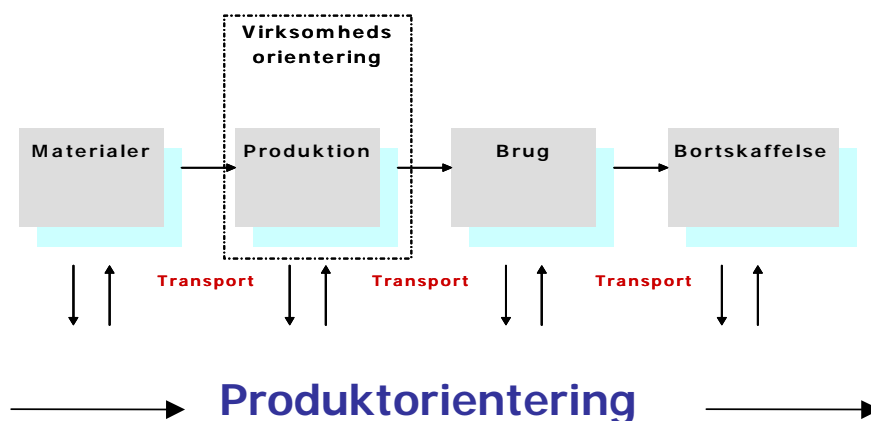 Virksomheds
orientering
Materialer
Produktion
Brug
Bortskaffelse
Transport
Transport
Transport
Produktorientering